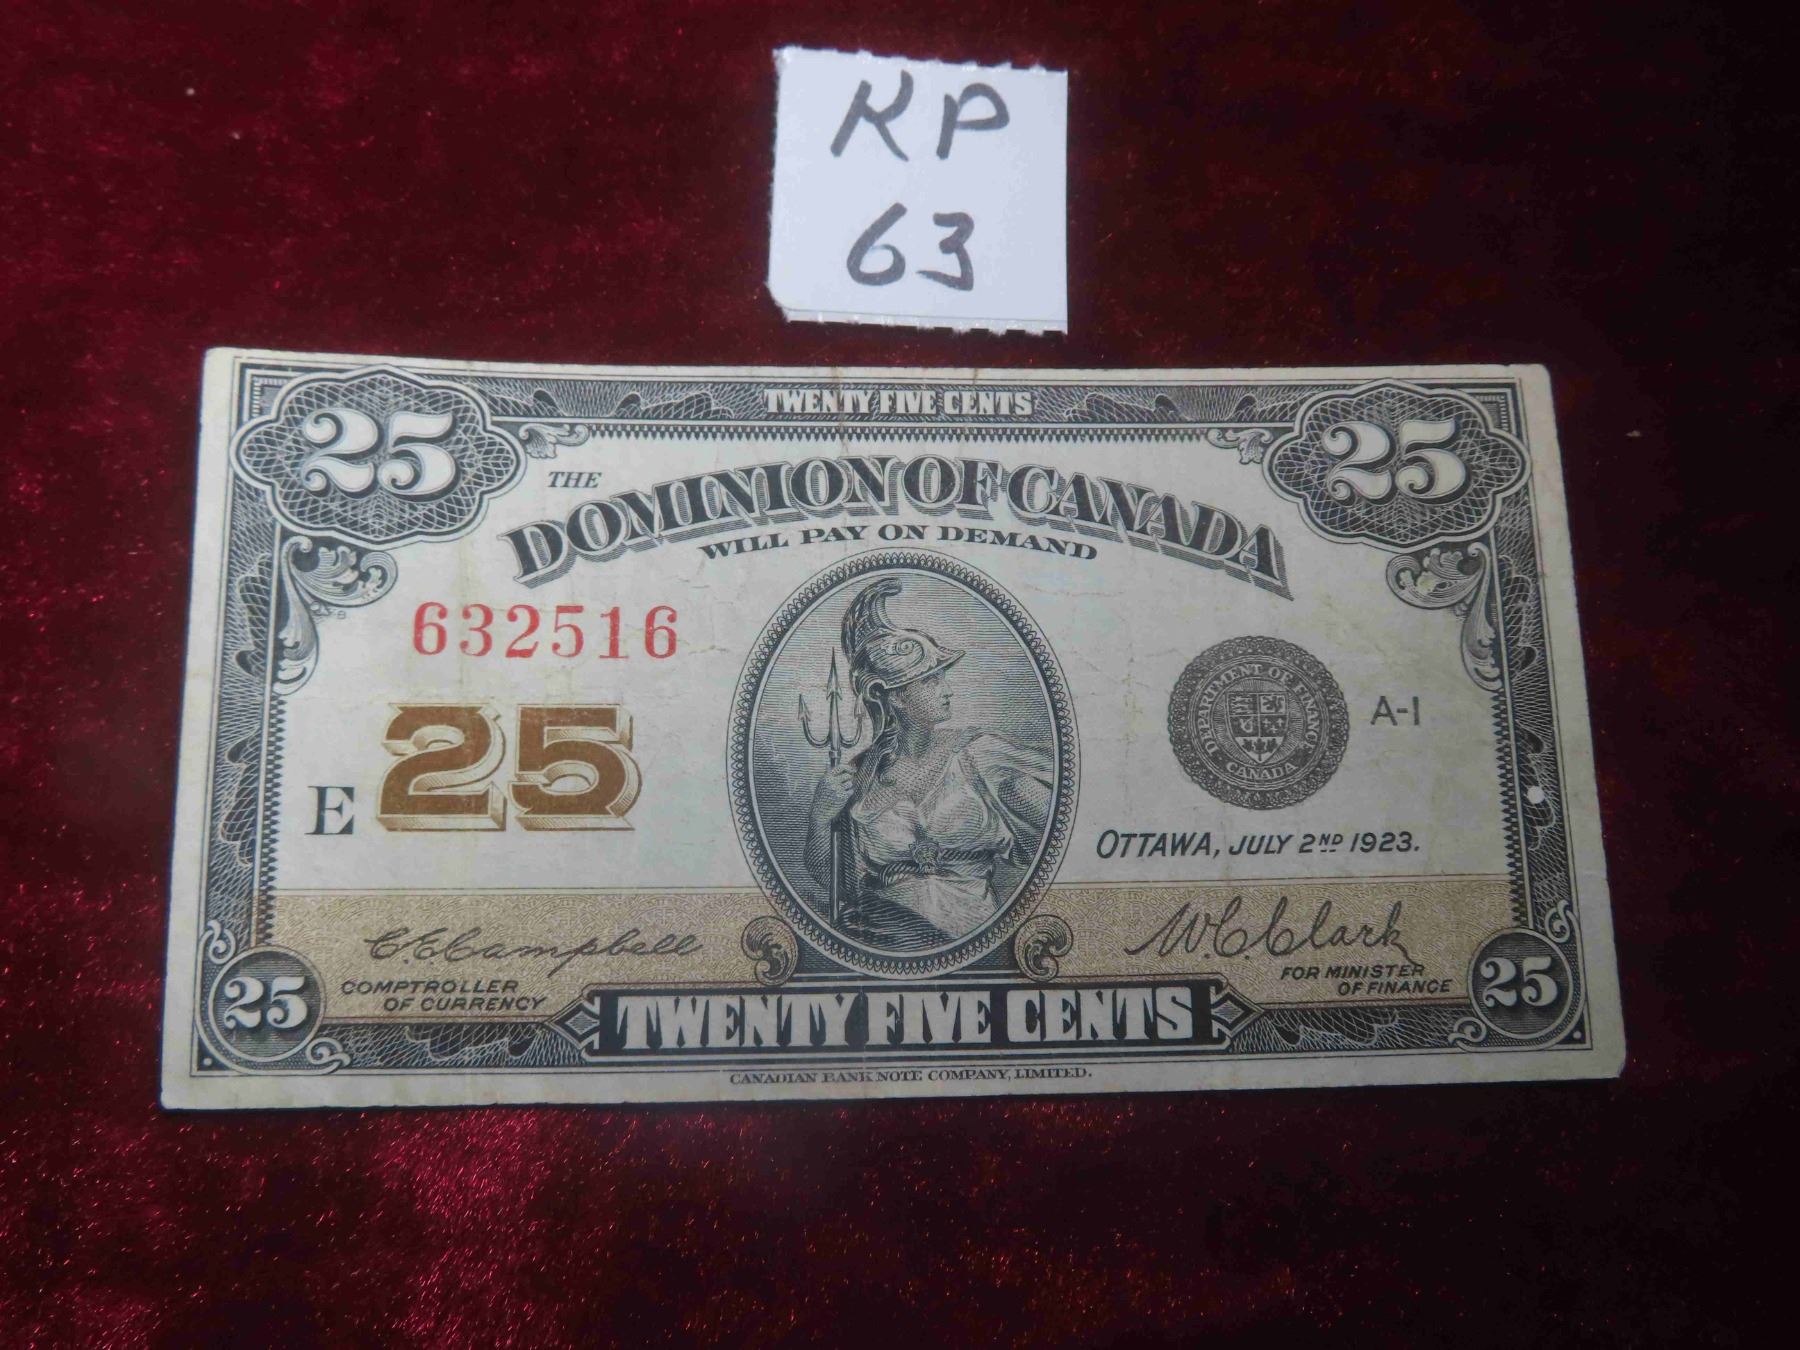 KP
63
25 TWENTY FIVE CENTS 25
THE
DOMINION OF CANADA
WILL PAY ON DEMAND
632516
E 25
DEPARTMENT OF FINANCE
CANADA
A-1
OTTAWA, JULY 2ND 1923.
C.E. Campbell
COMPTROLLER
OF CURRENCY
W.C. Clark
FOR MINISTER
OF FINANCE
25 TWENTY FIVE CENTS 25
CANADIAN BANK NOTE COMPANY, LIMITED.